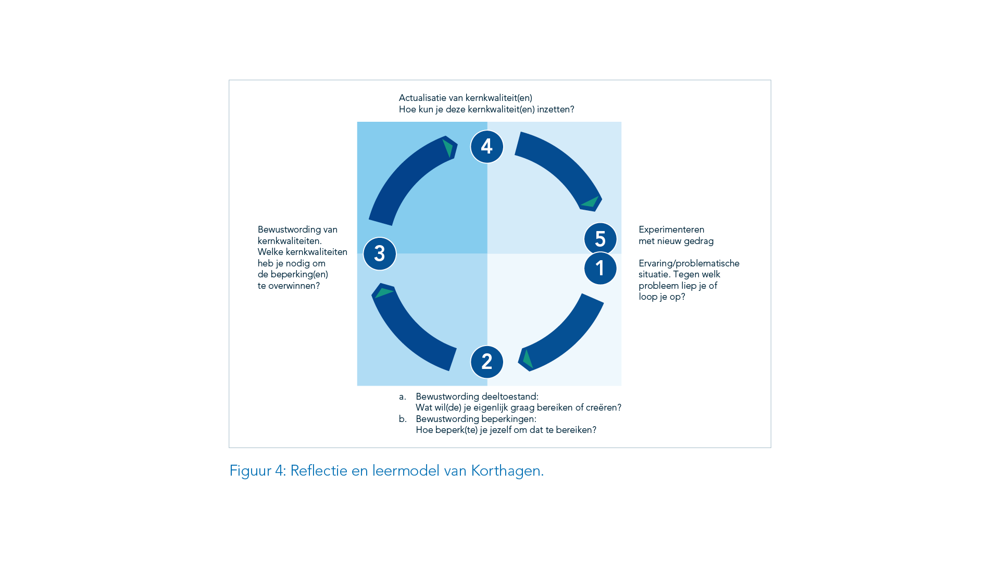 Actualisatie van kernkwaliteit(en)
Hoe kun je deze kernkwaliteit(en) inzetten?
4
Bewustwording van
kernkwaliteiten.
Welke kernkwaliteiten
heb je nodig om
de beperking(en)
te overwinnen?
3
5
1
Experimenteren
met nieuw gedrag
Ervaring/problematische
situatie. Tegen welk
probleem liep je of
loop je op?
2
a. Bewustwording deeltoestand:
Wat wil(de) je eigenlijk graag bereiken of creëren?
b. Bewustwording beperkingen:
Hoe beperk(te) je jezelf om dat te bereiken?
Figuur 4: Reflectie en leermodel van Korthagen.